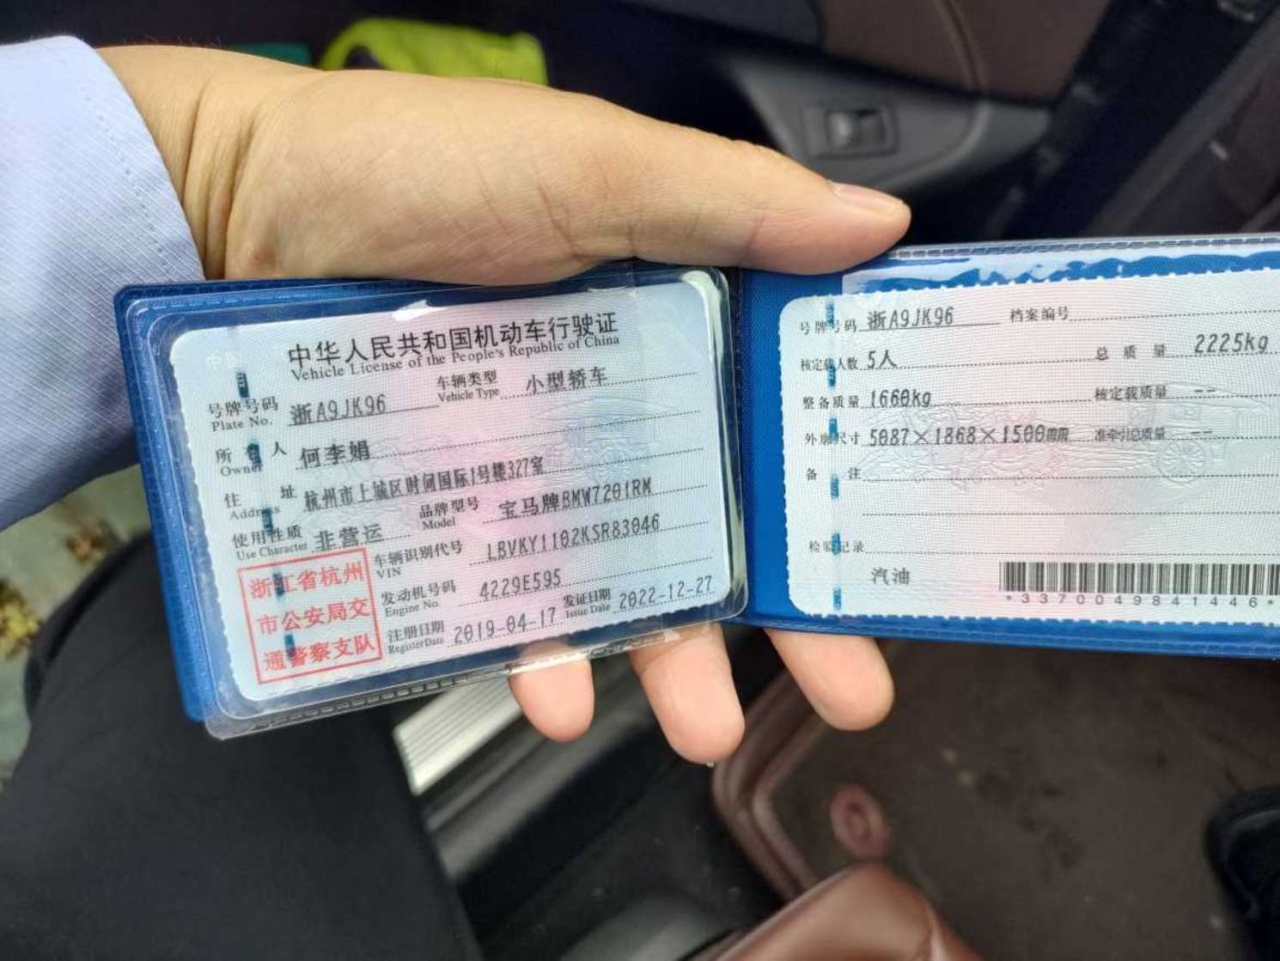 中华人民共和国机动车行驶证
Vehicle License of the People's Republic of China
号牌号码 浙A9JK96 车辆类型 小型轿车
Plate No. Vehicle Type
所有人 何李娟
Owner
住址 杭州市上城区时间国际1号楼327室
Address
使用性质 非营运 品牌型号 宝马牌BMW7201RM
Use Character Model
车辆识别代号 LBVKY1102KSR83046
VIN
发动机号码 4229E595
Engine No.
注册日期 2019-04-17 发证日期 2022-12-27
Register Date Issue Date
浙江省杭州
市公安局交
通警察支队
号牌号码 浙A9JK96 档案编号
核定载人数 5人 总质量 2225kg
整备质量 1660kg 核定载质量 --
外廓尺寸 5087×1868×1500mm 准牵引总质量 --
备注
检验记录
汽油
*3370049841446*